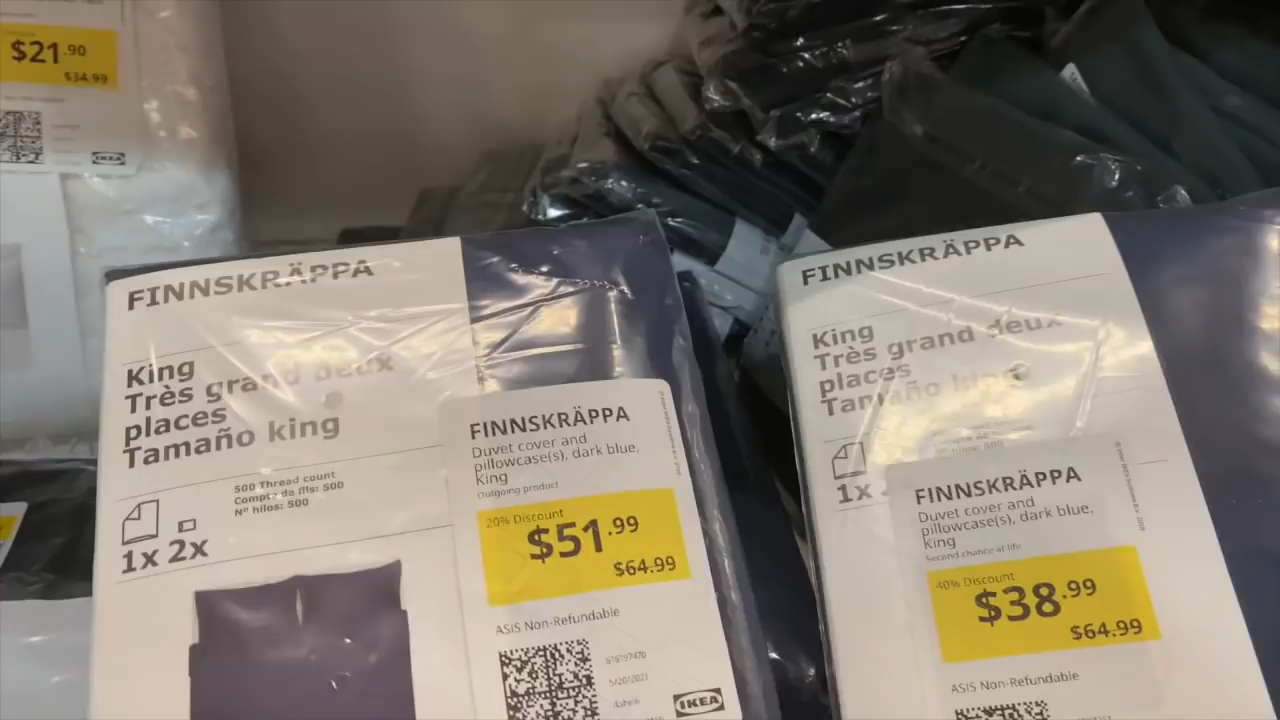 $21.90
$34.99
IKEA
FINNSKRÄPPA
King
Très grand deux
places
Tamaño king
500 Thread count
Compte de fils: 500
Nº hilos: 500
1x 2x
FINNSKRÄPPA
Duvet cover and
pillowcase(s), dark blue,
King
Outgoing product
20% Discount
$51.99
$64.99
ASIS Non-Refundable
IKEA
FINNSKRÄPPA
King
Très grand deux
places
Tamaño king
1x
FINNSKRÄPPA
Duvet cover and
pillowcase(s), dark blue,
King
Second chance at life
40% Discount
$38.99
$64.99
ASIS Non-Refundable